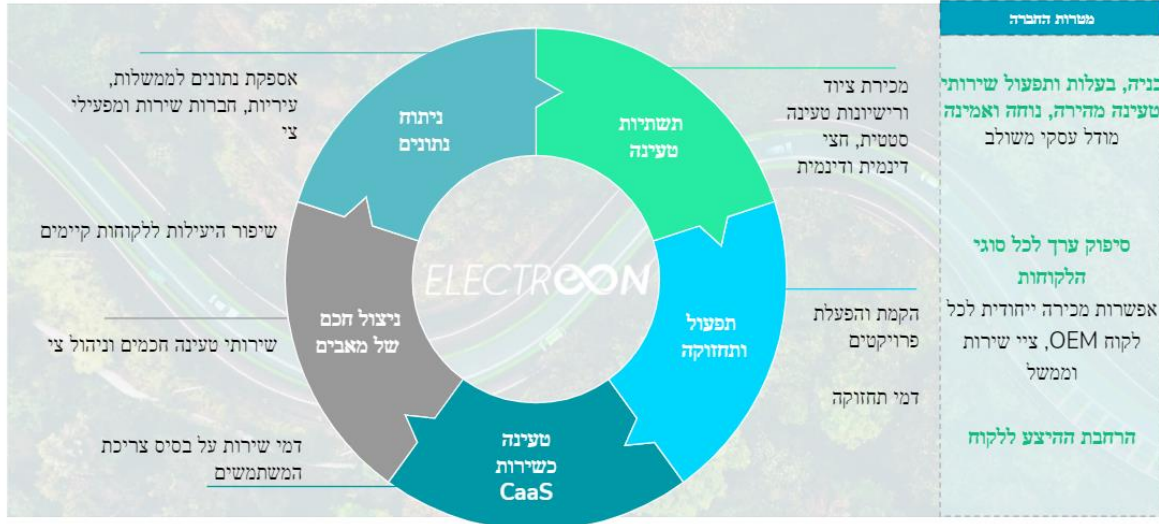 מטרות החברה
בניה, בעלות ותפעול שירותי
טעינה מהירה, נוחה ואמינה
מודל עסקי משולב
סיפוק ערך לכל סוגי
הלקוחות
אפשרות מכירה ייחודית לכל
לקוח OEM, ציי שירות
וממשל
הרחבת ההיצע ללקוח
תשתיות
טעינה
מכירת ציוד
ורישיונות טעינה
סטטית, חצי
דינמית ודינמית
תפעול
ותחזוקה
הקמת והפעלת
פרויקטים
דמי תחזוקה
טעינה
כשירות
CaaS
דמי שירות על בסיס צריכת
המשתמשים
ניצול חכם
של מאבים
שיפור היעילות ללקוחות קיימים
שירותי טעינה חכמים וניהול צי
ניתוח
נתונים
אספקת נתונים לממשלות,
עיריות, חברות שירות ומפעילי
צי
ELECTREON